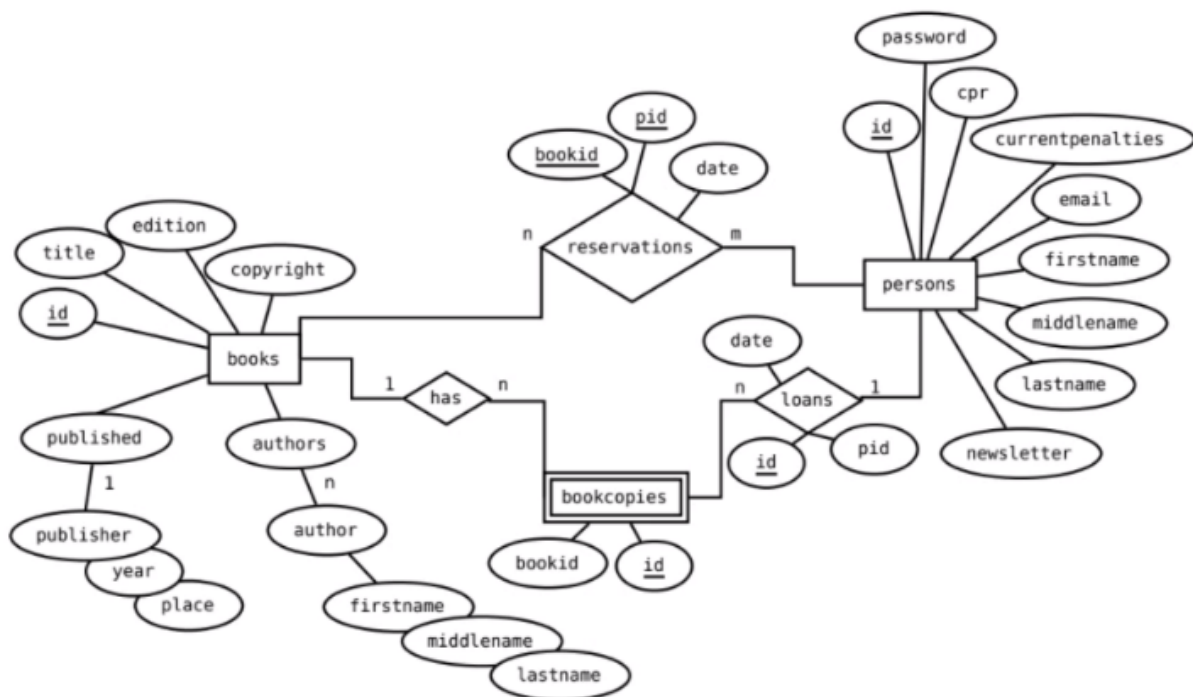 password
cpr
id
pid
currentpenalties
bookid
date
email
edition
n
reservations
m
title
firstname
copyright
persons
id
middlename
date
books
1
has
n
n
loans
1
lastname
published
authors
id
pid
newsletter
1
n
bookcopies
publisher
author
bookid
id
year
place
firstname
middlename
lastname